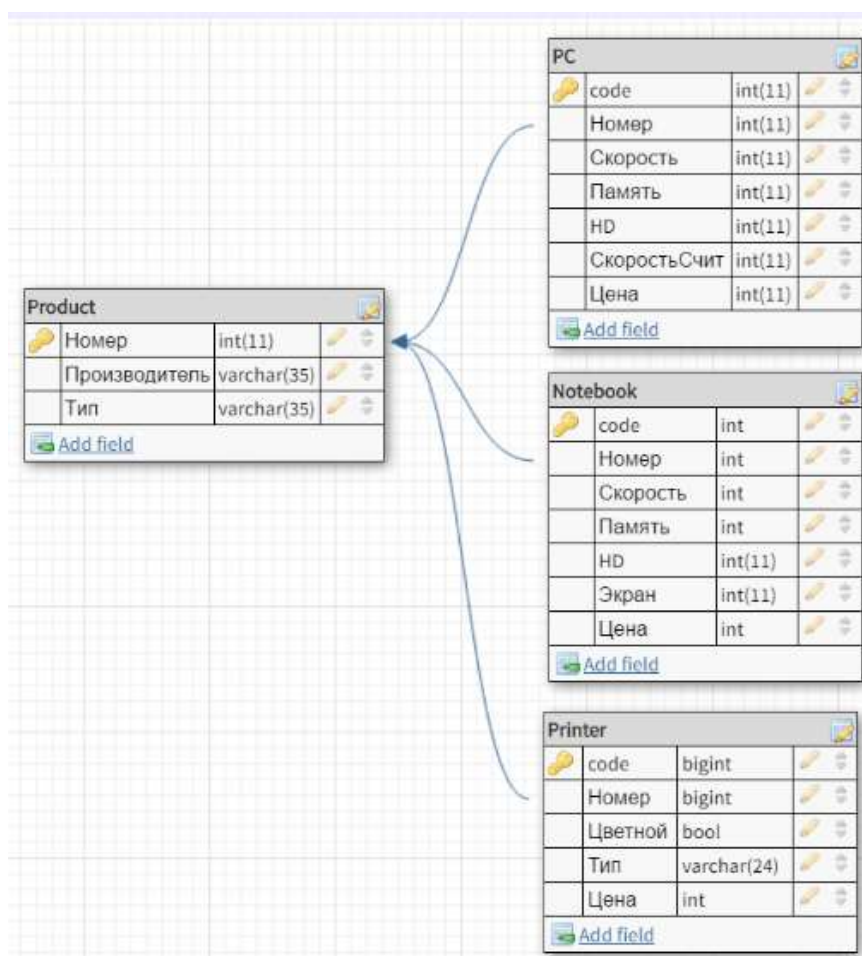 PC
code int(11)
Номер int(11)
Скорость int(11)
Память int(11)
HD int(11)
СкоростьСчит int(11)
Цена int(11)
Add field
Product
Номер int(11)
Производитель varchar(35)
Тип varchar(35)
Add field
Notebook
code int
Номер int
Скорость int
Память int
HD int(11)
Экран int(11)
Цена int
Add field
Printer
code bigint
Номер bigint
Цветной bool
Тип varchar(24)
Цена int
Add field